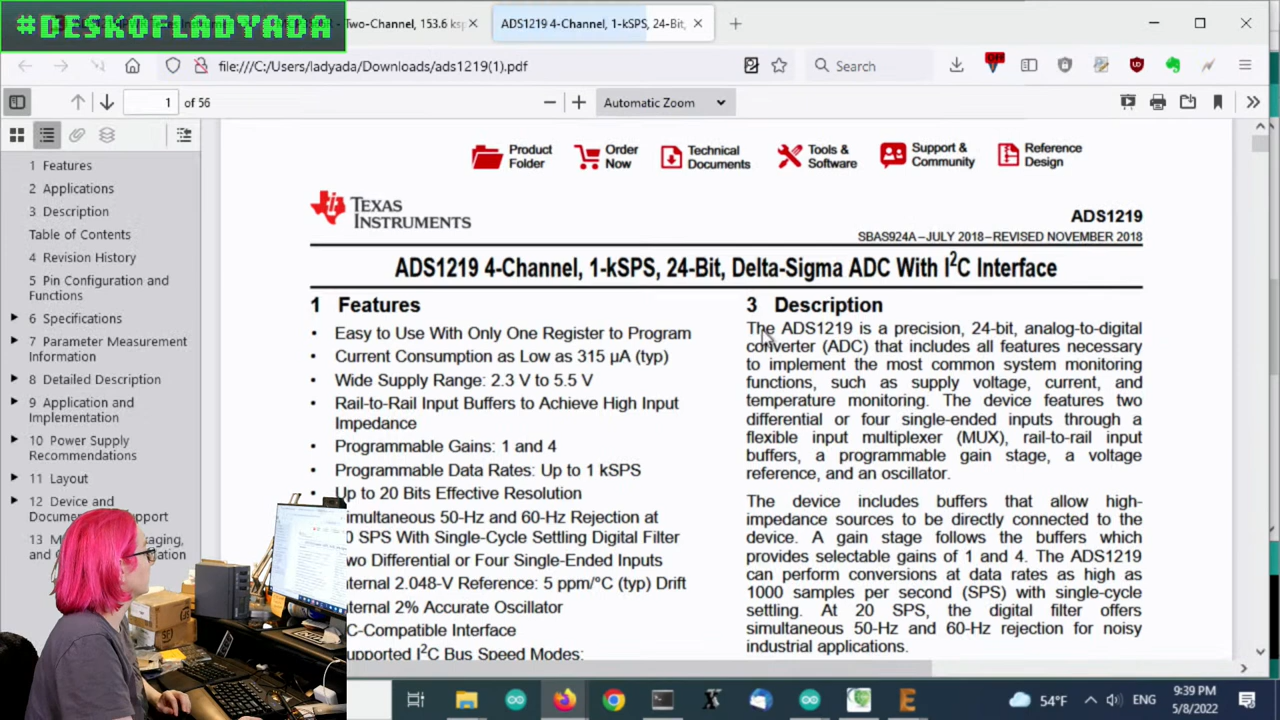 #DESKOFLADYADA
- Two-Channel, 153.6 ksp
ADS1219 4-Channel, 1-kSPS, 24-Bit,
file:///C:/Users/ladyada/Downloads/ads1219(1).pdf
Search
Off
1 of 56
Automatic Zoom
1 Features
2 Applications
3 Description
Table of Contents
4 Revision History
5 Pin Configuration and
Functions
6 Specifications
7 Parameter Measurement
Information
8 Detailed Description
9 Application and
Implementation
10 Power Supply
Recommendations
11 Layout
12 Device and
Docum
upport
13 M
aging,
and
ation
Product
Folder
Order
Now
Technical
Documents
Tools &
Software
Support &
Community
Reference
Design
TEXAS
INSTRUMENTS
ADS1219
SBAS924A–JULY 2018–REVISED NOVEMBER 2018
ADS1219 4-Channel, 1-kSPS, 24-Bit, Delta-Sigma ADC With I2C Interface
1 Features
• Easy to Use With Only One Register to Program
• Current Consumption as Low as 315 µA (typ)
• Wide Supply Range: 2.3 V to 5.5 V
• Rail-to-Rail Input Buffers to Achieve High Input
Impedance
• Programmable Gains: 1 and 4
• Programmable Data Rates: Up to 1 kSPS
• Up to 20 Bits Effective Resolution
imultaneous 50-Hz and 60-Hz Rejection at
0 SPS With Single-Cycle Settling Digital Filter
wo Differential or Four Single-Ended Inputs
nternal 2.048-V Reference: 5 ppm/°C (typ) Drift
nternal 2% Accurate Oscillator
C-Compatible Interface
upported I2C Bus Speed Modes:
3 Description
The ADS1219 is a precision, 24-bit, analog-to-digital
converter (ADC) that includes all features necessary
to implement the most common system monitoring
functions, such as supply voltage, current, and
temperature monitoring. The device features two
differential or four single-ended inputs through a
flexible input multiplexer (MUX), rail-to-rail input
buffers, a programmable gain stage, a voltage
reference, and an oscillator.
The device includes buffers that allow high-
impedance sources to be directly connected to the
device. A gain stage follows the buffers which
provides selectable gains of 1 and 4. The ADS1219
can perform conversions at data rates as high as
1000 samples per second (SPS) with single-cycle
settling. At 20 SPS, the digital filter offers
simultaneous 50-Hz and 60-Hz rejection for noisy
industrial applications.
54°F
ENG
9:39 PM
5/8/2022